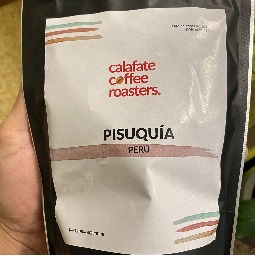 calafate
coffee
roasters.
PISUQUÍA
PERÚ